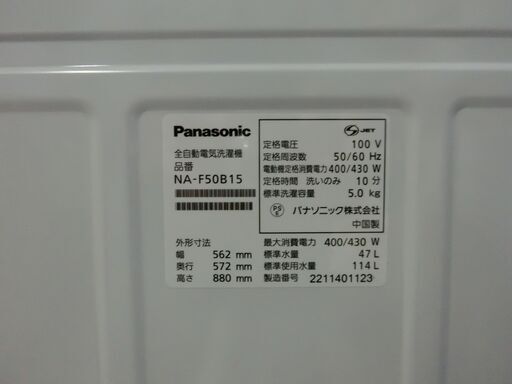 Panasonic
全自動電気洗濯機
品番
NA-F50B15
外形寸法
幅 562 mm
奥行 572 mm
高さ 880 mm
JET
定格電圧 100 V
定格周波数 50/60 Hz
電動機定格消費電力 400/430 W
定格時間 洗いのみ 10 分
標準洗濯容量 5.0 kg
PS
E
パナソニック株式会社
中国製
最大消費電力 400/430 W
標準水量 47 L
標準使用水量 114 L
製造番号 2211401123